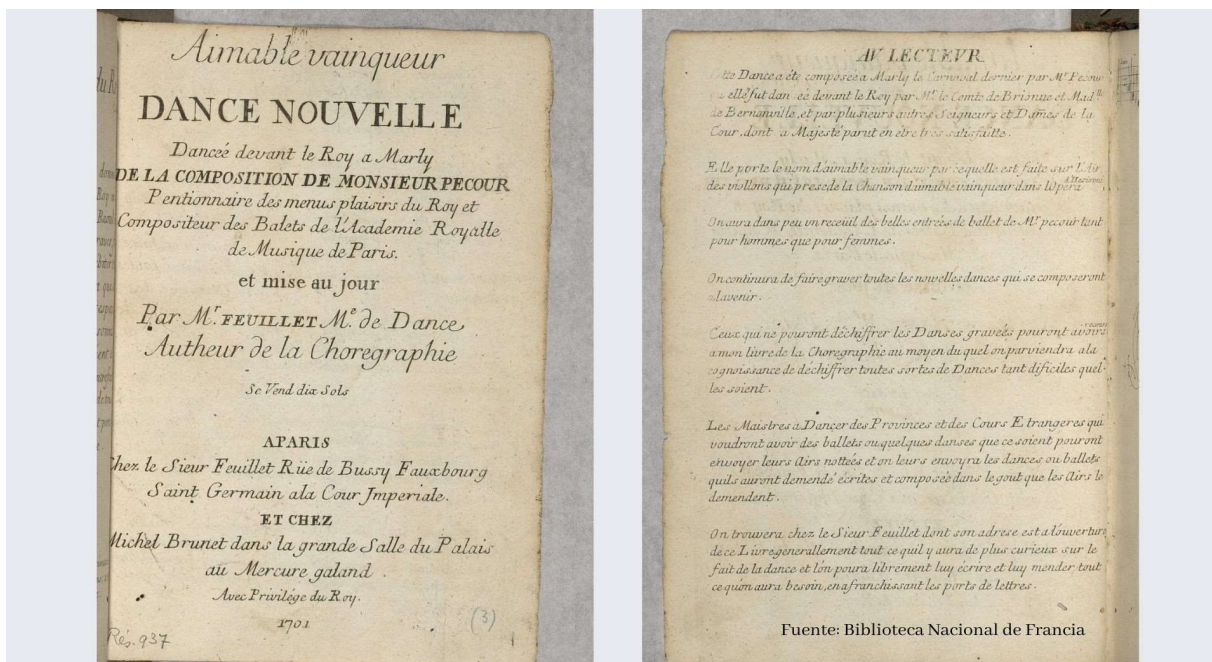 Aimable vainqueur
DANCE NOUVELLE
Danceé devant le Roy a Marly
DE LA COMPOSITION DE MONSIEUR PECOUR
Pentionnaire des menus plaisirs du Roy et
Compositeur des Balets de l'Academie Royalle
de Musique de Paris.
et mise au jour
Par Mr. FEUILLET Me. de Dance
Autheur de la Choregraphie
Se Vend dix Sols
APARIS
Chez le Sieur Feuillet Rüe de Bussy Fauxbourg
Saint Germain ala Cour Jmperiale.
ET CHEZ
Michel Brunet dans la grande Salle du Palais
au Mercure galand.
Avec Privilége du Roy.
1701
(3)
Rés. 937
AV LECTEVR
Dance a été composée a Marly le Carnaval dernier par Mr. Pecour
elle fut devant le Roy par Mr. le Comte de Brionne et Madlle
de Bernonville, et par plusieurs autres Seigneurs et Dames de la
Cour, dont Majesté parut en etre tres satisfaitte.
Elle porte le nom d'aimable vainqueur parcequelle est faite sur l'Air
des viollons qui precede la Chanson d'aimable vainqueur dans lOpera
On aura dans peu un receüil des belles entrées de ballet de Mr. pecour tant
pour hommes que pour femmes.
On continura de faire graver toutes les nouvelles dances qui se composeront
alavenir.
Ceux qui ne pouront déchiffrer les Danses gravées pouront avoir
a mon livre de la Choregraphie au moyen du quel on parviendra a la
cognoissance de dechiffrer toutes sortes de Dances tant dificiles quel-
les soient.
Les Maistres a Dançer des Provinces et des Cours Etrangeres qui
voudront avoir des ballets ou quelques danses que ce soient pouront
envoyer leurs Airs nottées et on leurs envoyra les dances ou ballets
quils auront demendé écrites et composée dans le gout que les Airs le
demendent.
On trouvera chez le Sieur Feuillet dont son adrese est a l'ouverture
de ce Livre generallement tout ce quil y aura de plus curieux sur le
fait de la dance et l'on poura librement luy écrire et luy mender tout
ce qu'on aura besoin, en afranchissant les ports de lettres.
Fuente: Biblioteca Nacional de Francia